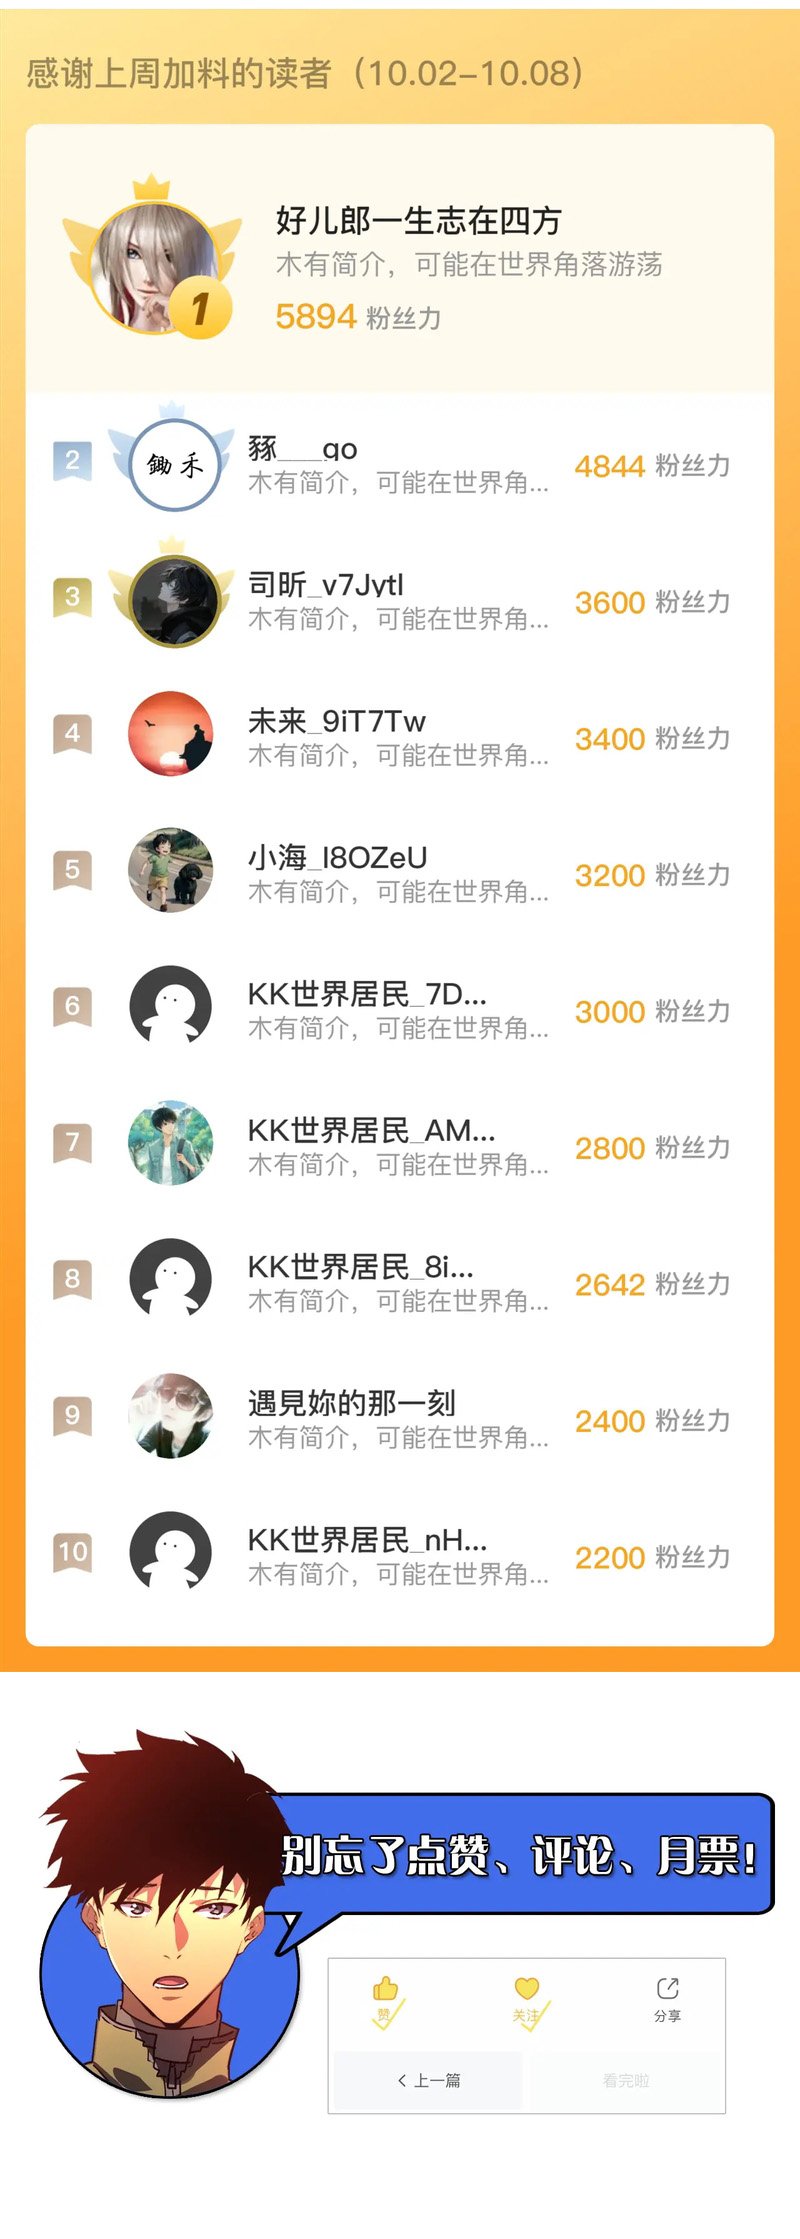 感谢上周加料的读者（10.02-10.08）
好儿郎一生志在四方
木有简介，可能在世界角落游荡
1
5894 粉丝力
2
鋤禾
豩___qo
木有简介，可能在世界角...
4844 粉丝力
3
司昕_v7Jytl
木有简介，可能在世界角...
3600 粉丝力
4
未来_9iT7Tw
木有简介，可能在世界角...
3400 粉丝力
5
小海_I8OZeU
木有简介，可能在世界角...
3200 粉丝力
6
KK世界居民_7D...
木有简介，可能在世界角...
3000 粉丝力
7
KK世界居民_AM...
木有简介，可能在世界角...
2800 粉丝力
8
KK世界居民_8i...
木有简介，可能在世界角...
2642 粉丝力
9
遇見妳的那一刻
木有简介，可能在世界角...
2400 粉丝力
10
KK世界居民_nH...
木有简介，可能在世界角...
2200 粉丝力
别忘了点赞、评论、月票!
赞 关注 分享
上一篇 看完啦